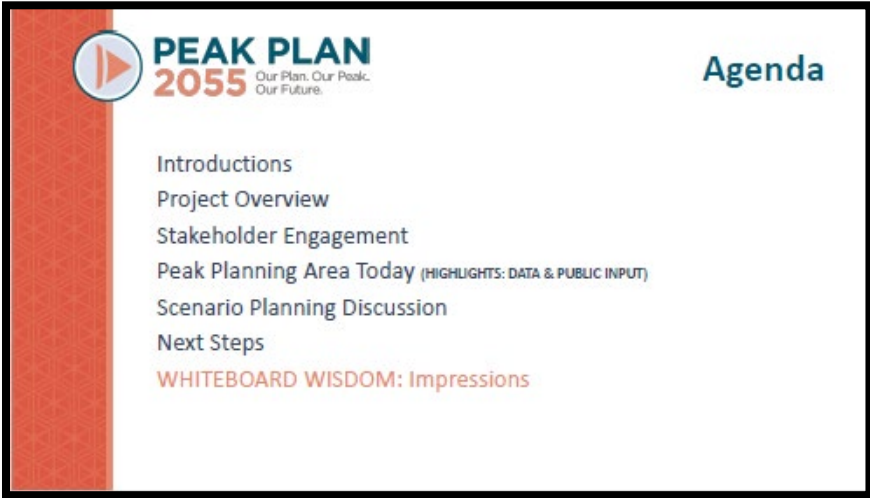 PEAK PLAN
2055 Our Plan. Our Peak.
Our Future.
Agenda
Introductions
Project Overview
Stakeholder Engagement
Peak Planning Area Today (HIGHLIGHTS: DATA & PUBLIC INPUT)
Scenario Planning Discussion
Next Steps
WHITEBOARD WISDOM: Impressions